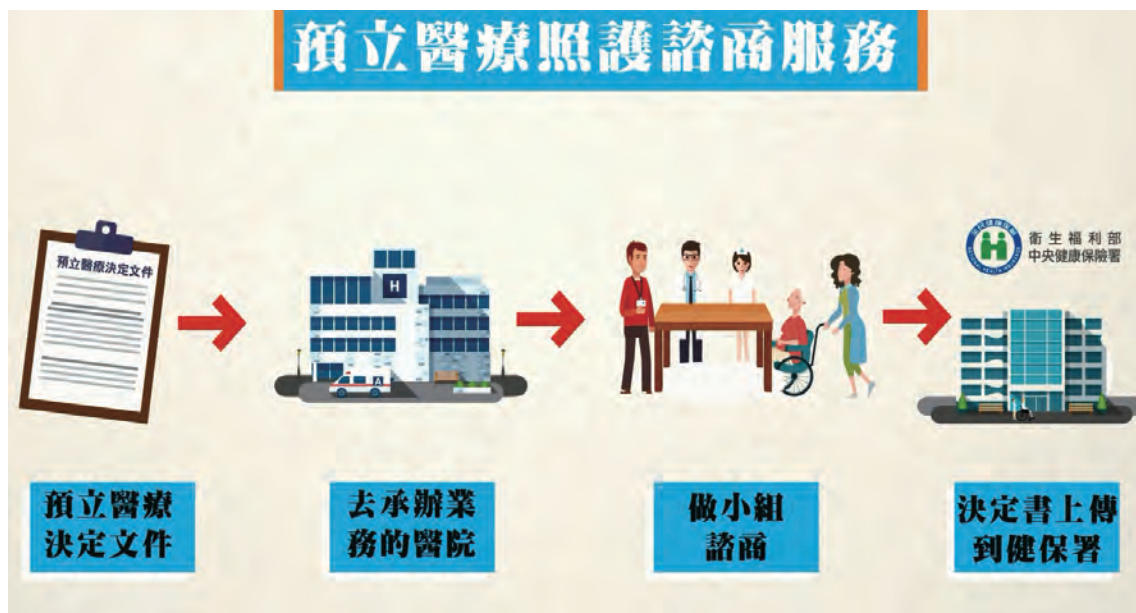 預立醫療照護諮商服務
預立醫療決定文件
H
A
衛生福利部
中央健康保險署
預立醫療
決定文件
去承辦業
務的醫院
做小組
諮商
決定書上傳
到健保署